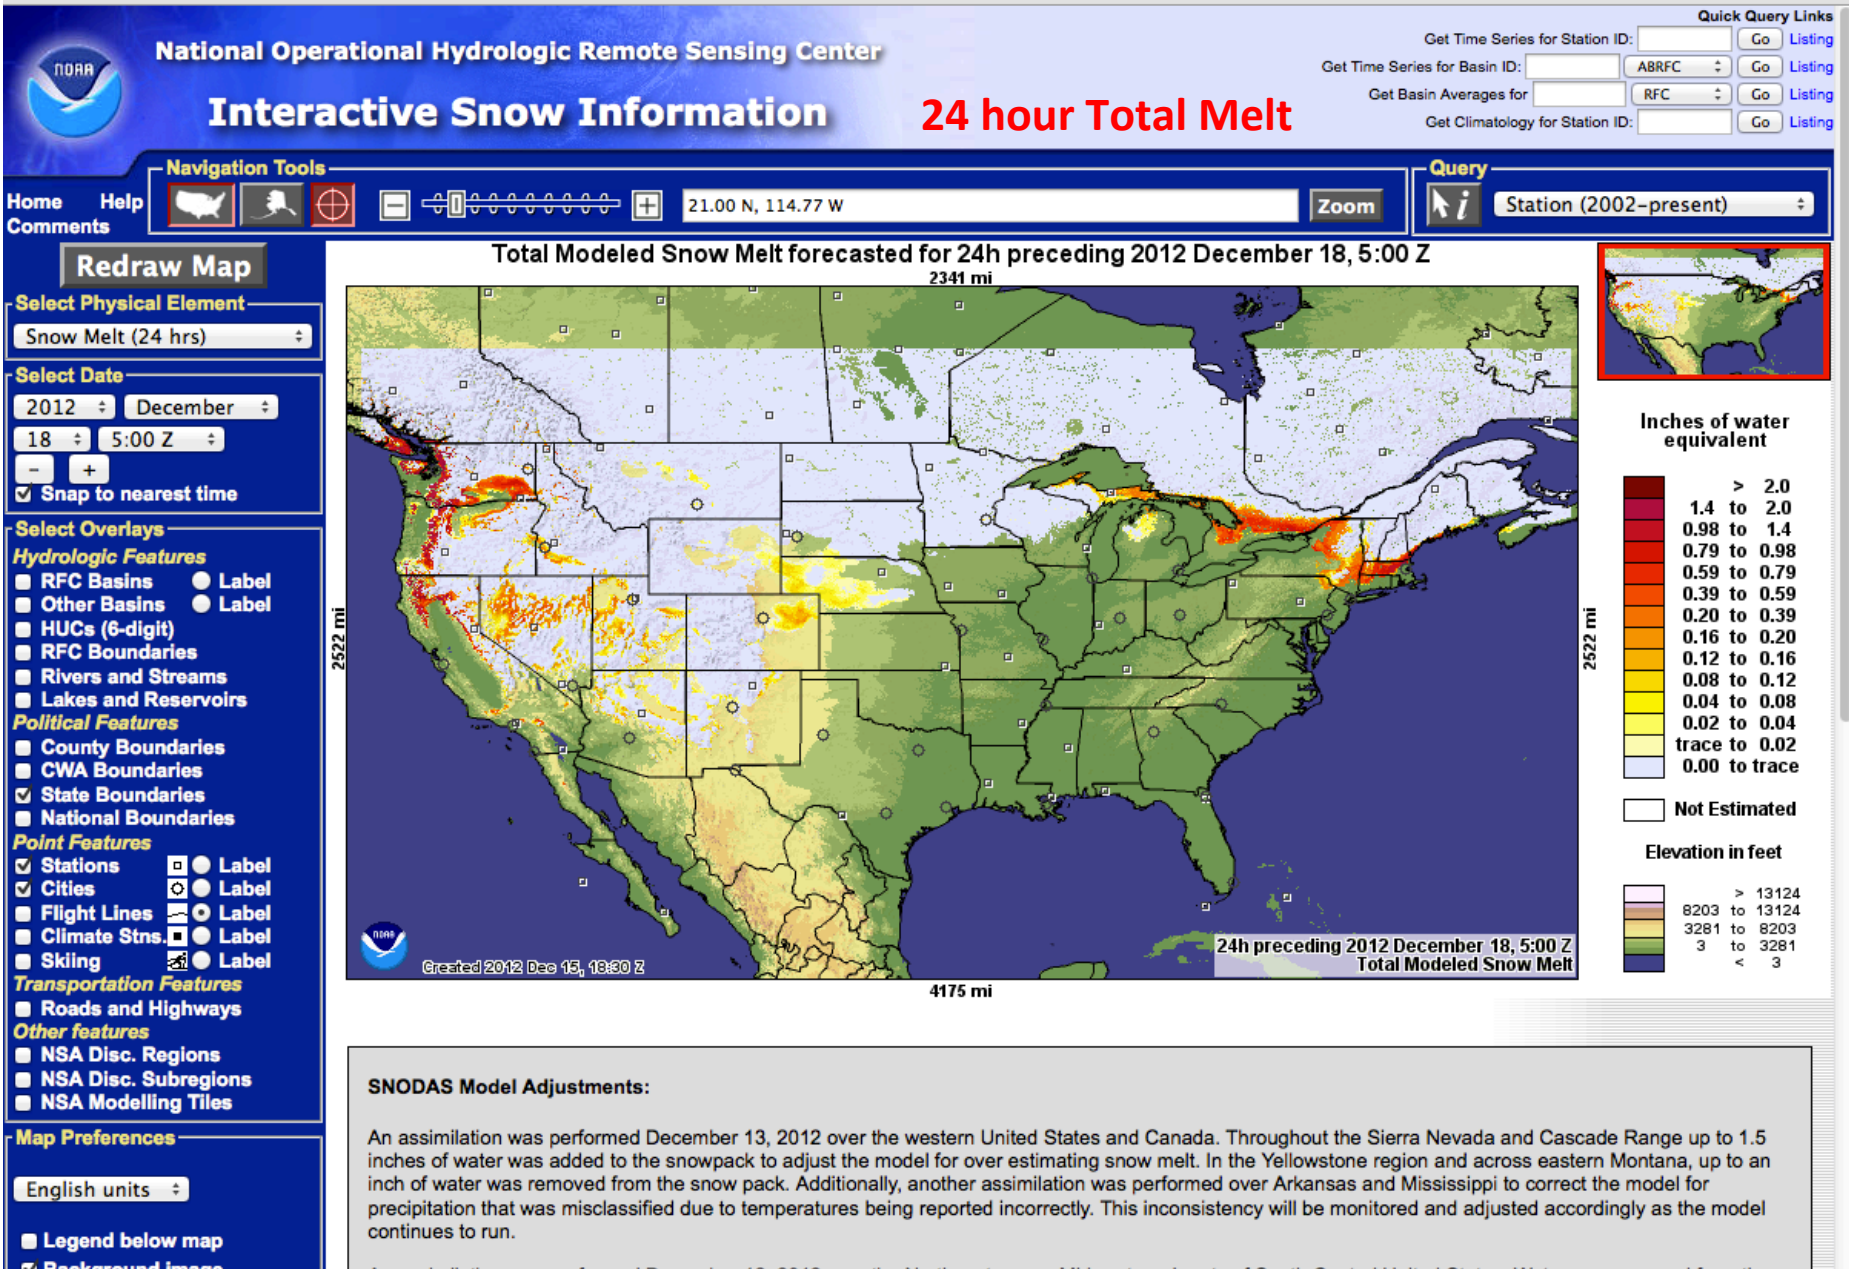 Quick Query Links
NOAA
National Operational Hydrologic Remote Sensing Center
Interactive Snow Information
24 hour Total Melt
Get Time Series for Station ID: Go Listing
Get Time Series for Basin ID: ABRFC Go Listing
Get Basin Averages for RFC Go Listing
Get Climatology for Station ID: Go Listing
Home Help
Comments
Navigation Tools
21.00 N, 114.77 W
Zoom
Query
i
Station (2002-present)
Redraw Map
Select Physical Element
Snow Melt (24 hrs)
Select Date
2012 December
18 5:00 Z
- +
Snap to nearest time
Select Overlays
Hydrologic Features
RFC Basins Label
Other Basins Label
HUCs (6-digit)
RFC Boundaries
Rivers and Streams
Lakes and Reservoirs
Political Features
County Boundaries
CWA Boundaries
State Boundaries
National Boundaries
Point Features
Stations Label
Cities Label
Flight Lines Label
Climate Stns. Label
Skiing Label
Transportation Features
Roads and Highways
Other features
NSA Disc. Regions
NSA Disc. Subregions
NSA Modelling Tiles
Map Preferences
English units
Legend below map
Background image
Total Modeled Snow Melt forecasted for 24h preceding 2012 December 18, 5:00 Z
2341 mi
2522 mi
2522 mi
NOAA
Created 2012 Dec 15, 18:30 Z
24h preceding 2012 December 18, 5:00 Z
Total Modeled Snow Melt
4175 mi
Inches of water
equivalent
> 2.0
1.4 to 2.0
0.98 to 1.4
0.79 to 0.98
0.59 to 0.79
0.39 to 0.59
0.20 to 0.39
0.16 to 0.20
0.12 to 0.16
0.08 to 0.12
0.04 to 0.08
0.02 to 0.04
trace to 0.02
0.00 to trace
Not Estimated
Elevation in feet
> 13124
8203 to 13124
3281 to 8203
3 to 3281
< 3
SNODAS Model Adjustments:
An assimilation was performed December 13, 2012 over the western United States and Canada. Throughout the Sierra Nevada and Cascade Range up to 1.5
inches of water was added to the snowpack to adjust the model for over estimating snow melt. In the Yellowstone region and across eastern Montana, up to an
inch of water was removed from the snow pack. Additionally, another assimilation was performed over Arkansas and Mississippi to correct the model for
precipitation that was misclassified due to temperatures being reported incorrectly. This inconsistency will be monitored and adjusted accordingly as the model
continues to run.